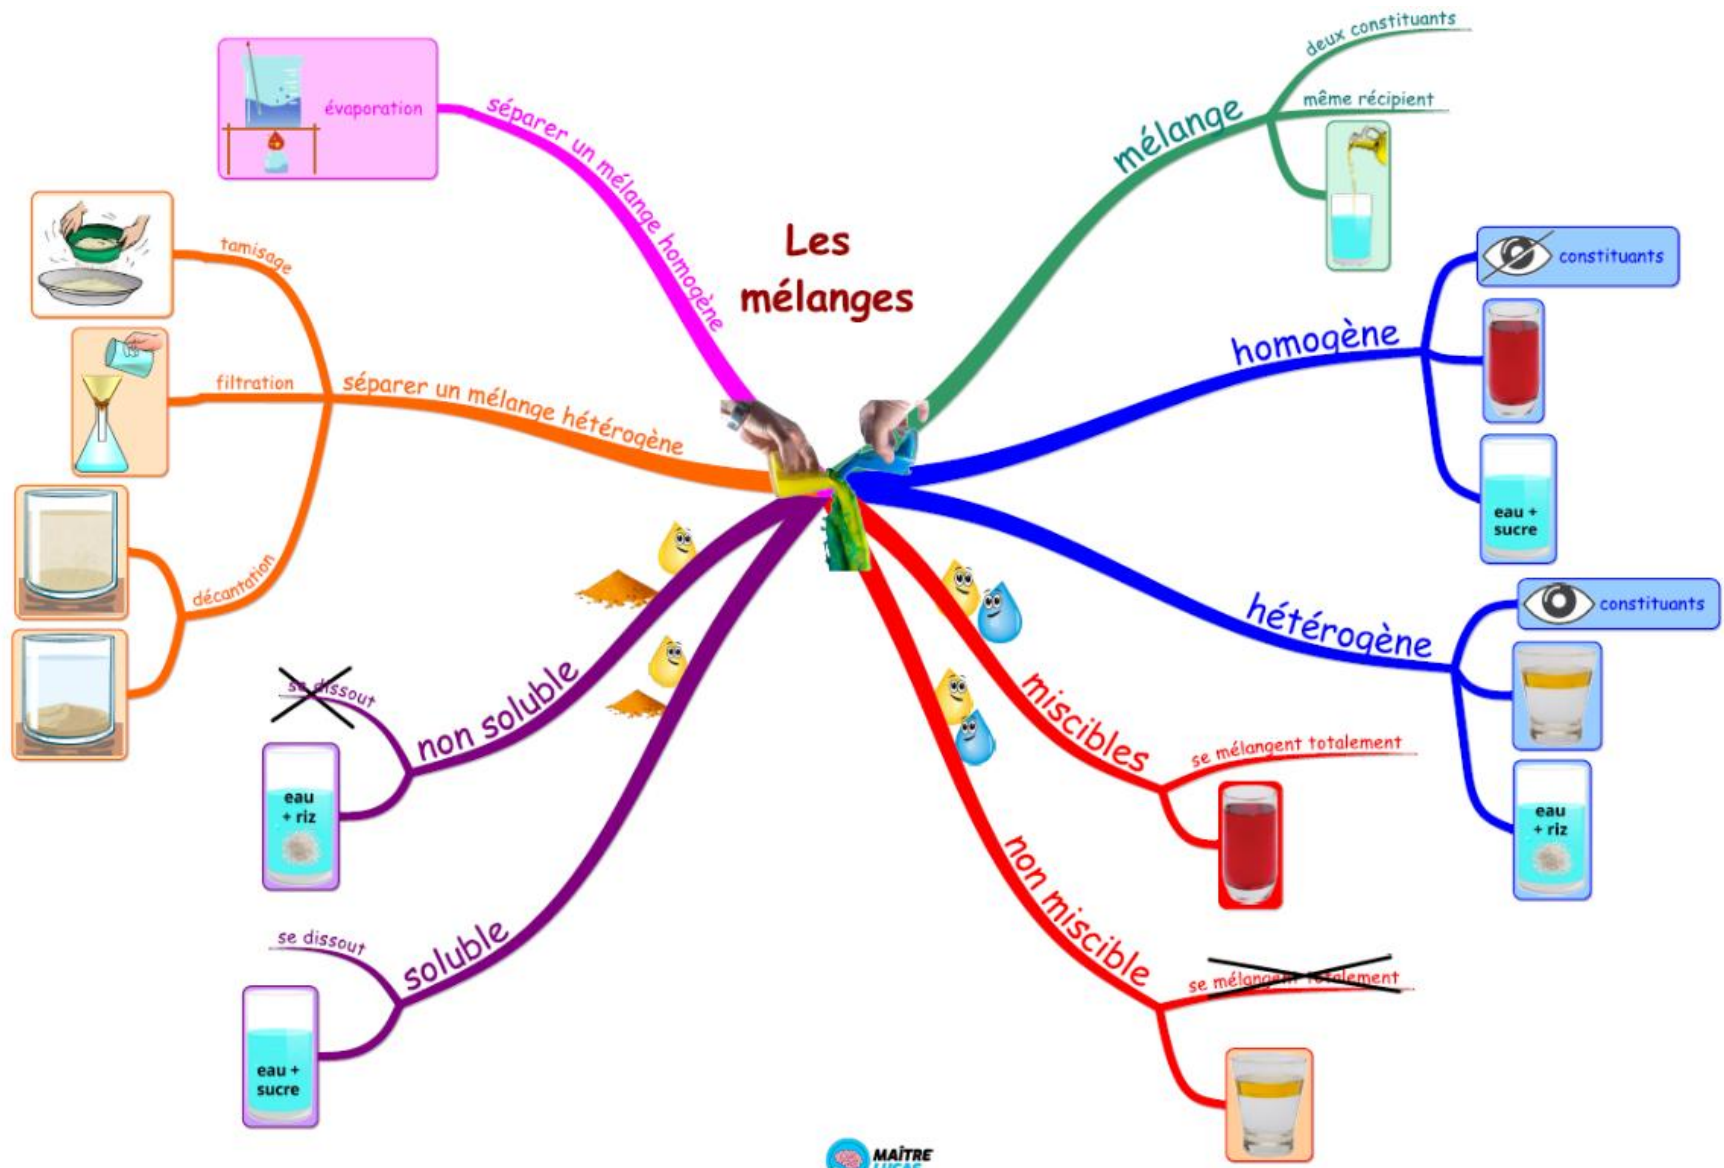 Les
mélanges
mélange
deux constituants
même récipient
homogène
constituants
eau +
sucre
hétérogène
constituants
eau
+ riz
miscibles
se mélangent totalement
non miscible
se mélangent totalement
soluble
se dissout
eau +
sucre
non soluble
se dissout
eau
+ riz
séparer un mélange hétérogène
décantation
filtration
tamisage
séparer un mélange homogène
évaporation
MAÎTRE
LUCAS